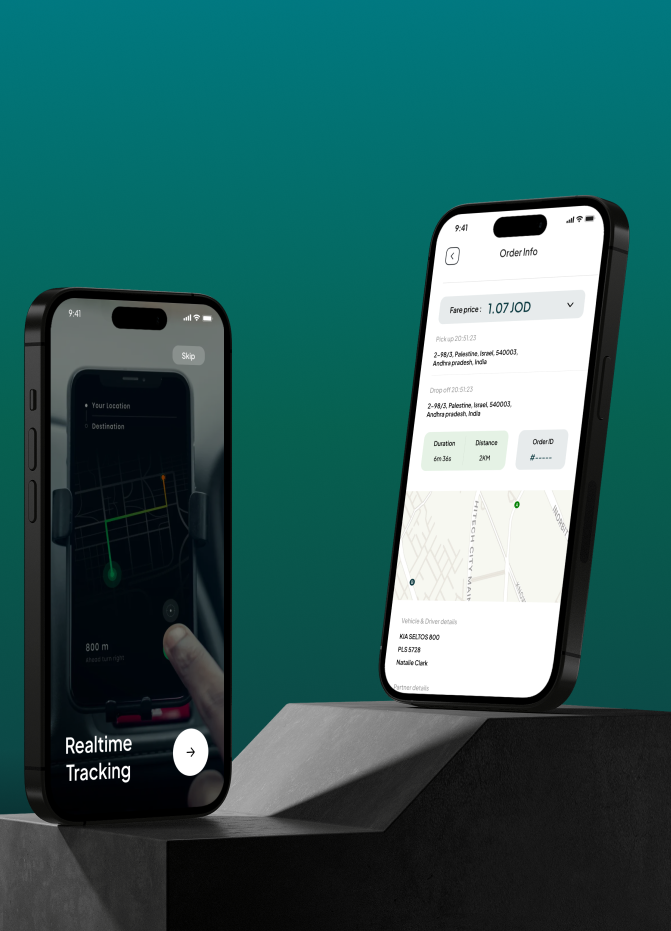 9:41
Skip
Your Location
Destination
800 m
Ahead turn right
Realtime
Tracking
9:41
Order Info
Fare price : 1.07 JOD
Pick up 20:51:23
2-98/3, Palestine, Israel, 540003,
Andhra pradesh, India
Drop off 20:51:23
2-98/3, Palestine, Israel, 540003,
Andhra pradesh, India
Duration Distance Order ID
6m 36s 2KM #-----
HITECH CITY MAIN
Vehicle & Driver details
KIA SELTOS 800
PLS 5728
Natalie Clark
Partner details